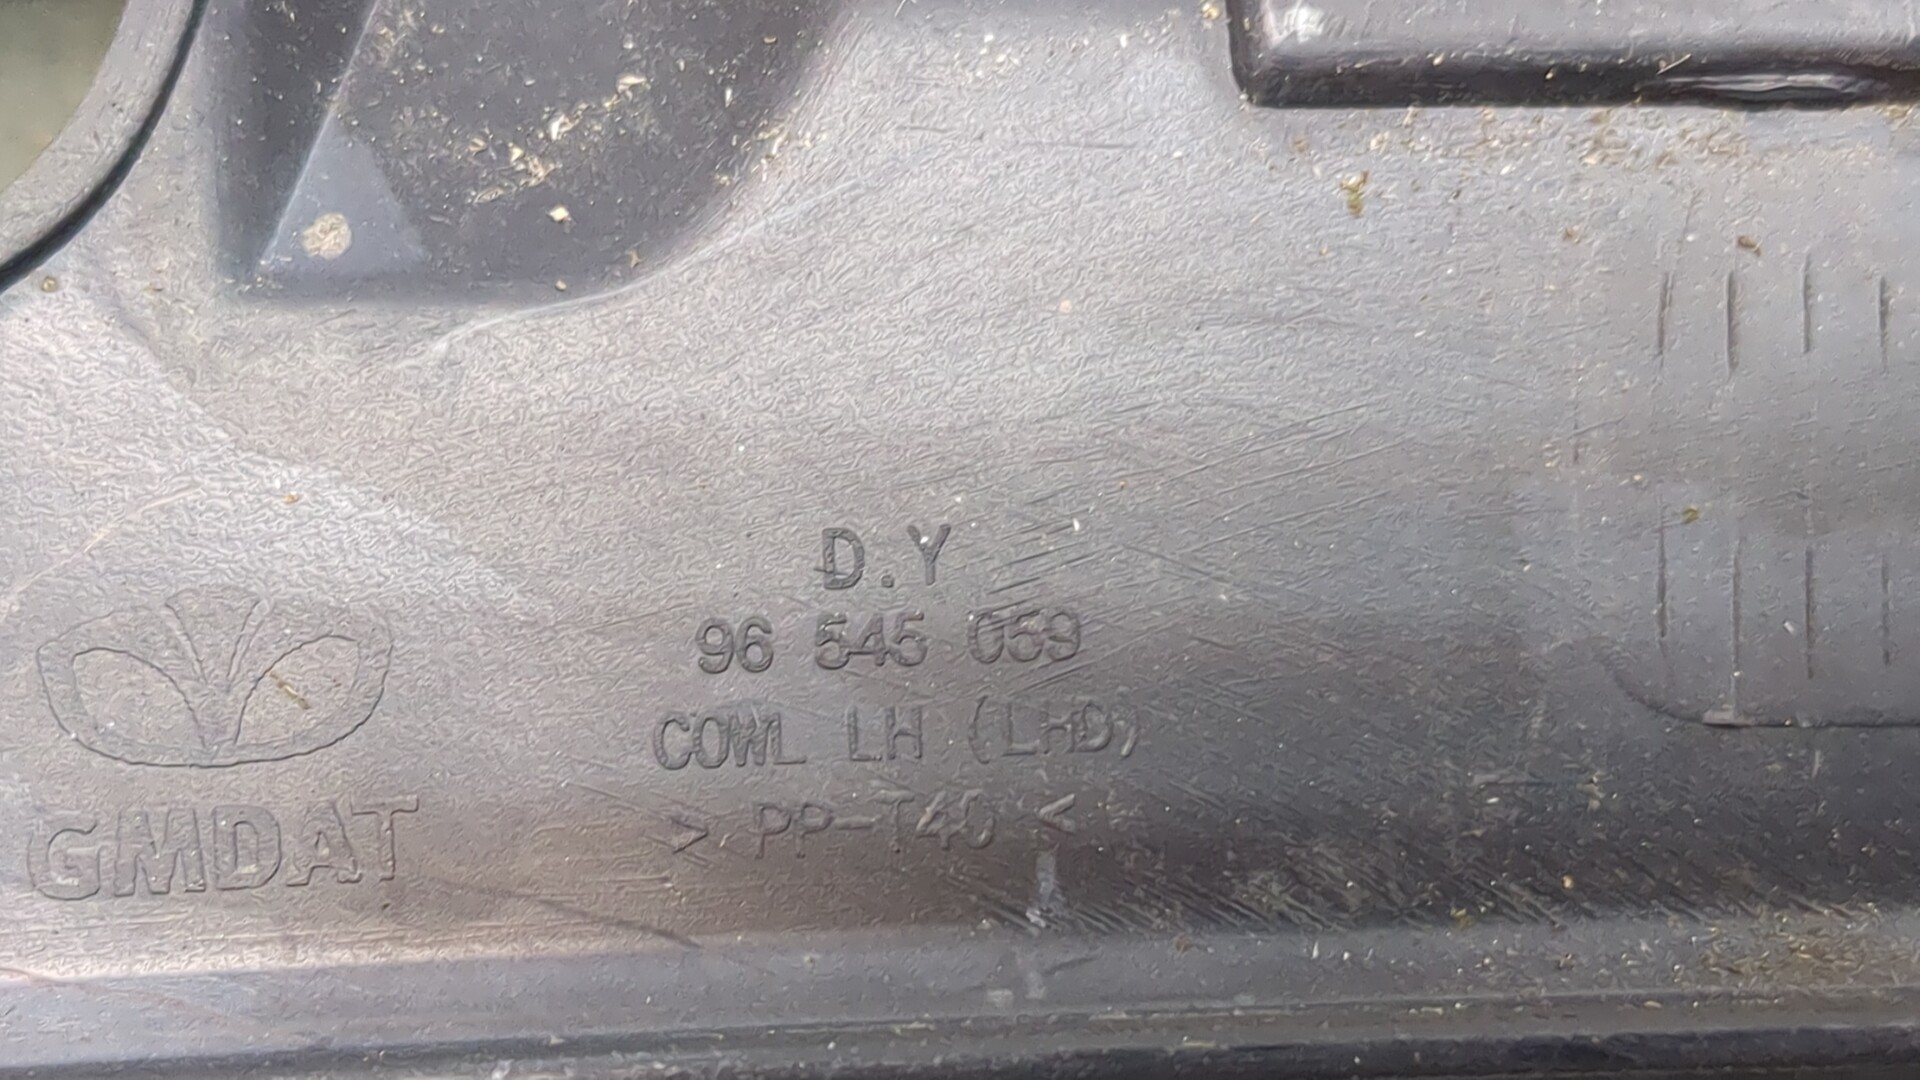 D.Y
96 545 059
COWL LH (LHD)
> PP-T40 <
GMDAT